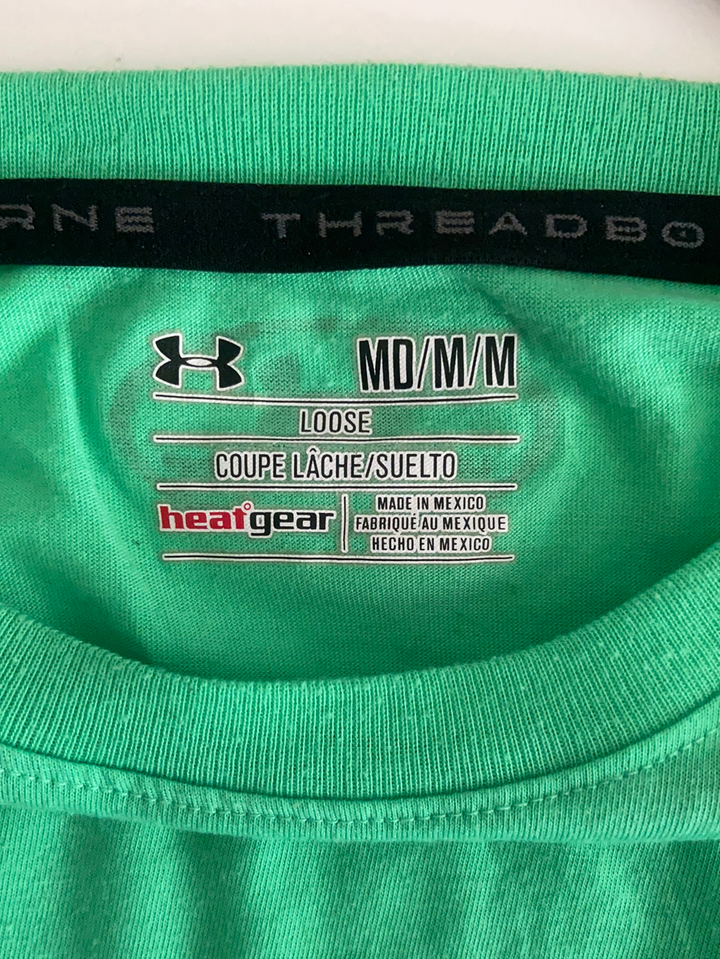 RNE THREADBO
MD/M/M
LOOSE
COUPE LÂCHE/SUELTO
heatgear
MADE IN MEXICO
FABRIQUÉ AU MEXIQUE
HECHO EN MEXICO